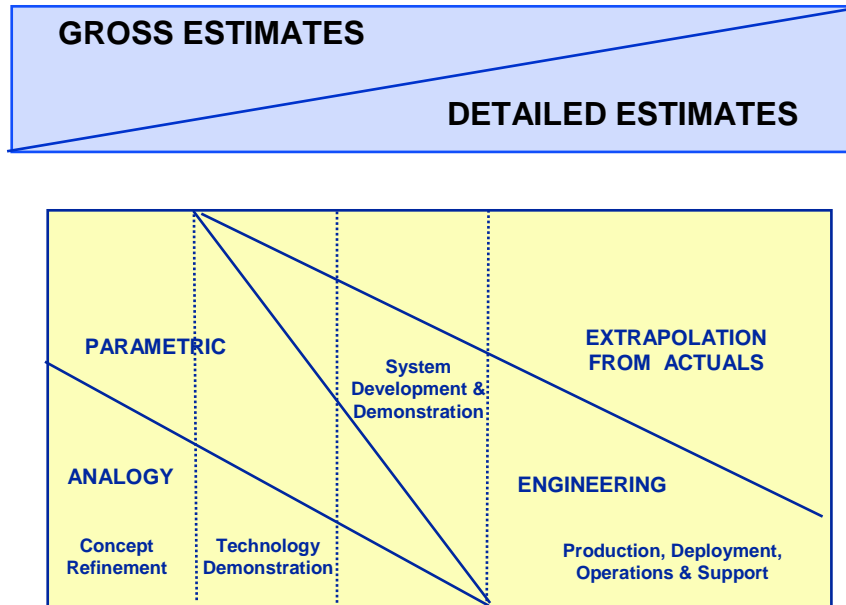 GROSS ESTIMATES
DETAILED ESTIMATES
PARAMETRIC
EXTRAPOLATION
FROM ACTUALS
System
Development &
Demonstration
ANALOGY
ENGINEERING
Concept
Refinement
Technology
Demonstration
Production, Deployment,
Operations & Support